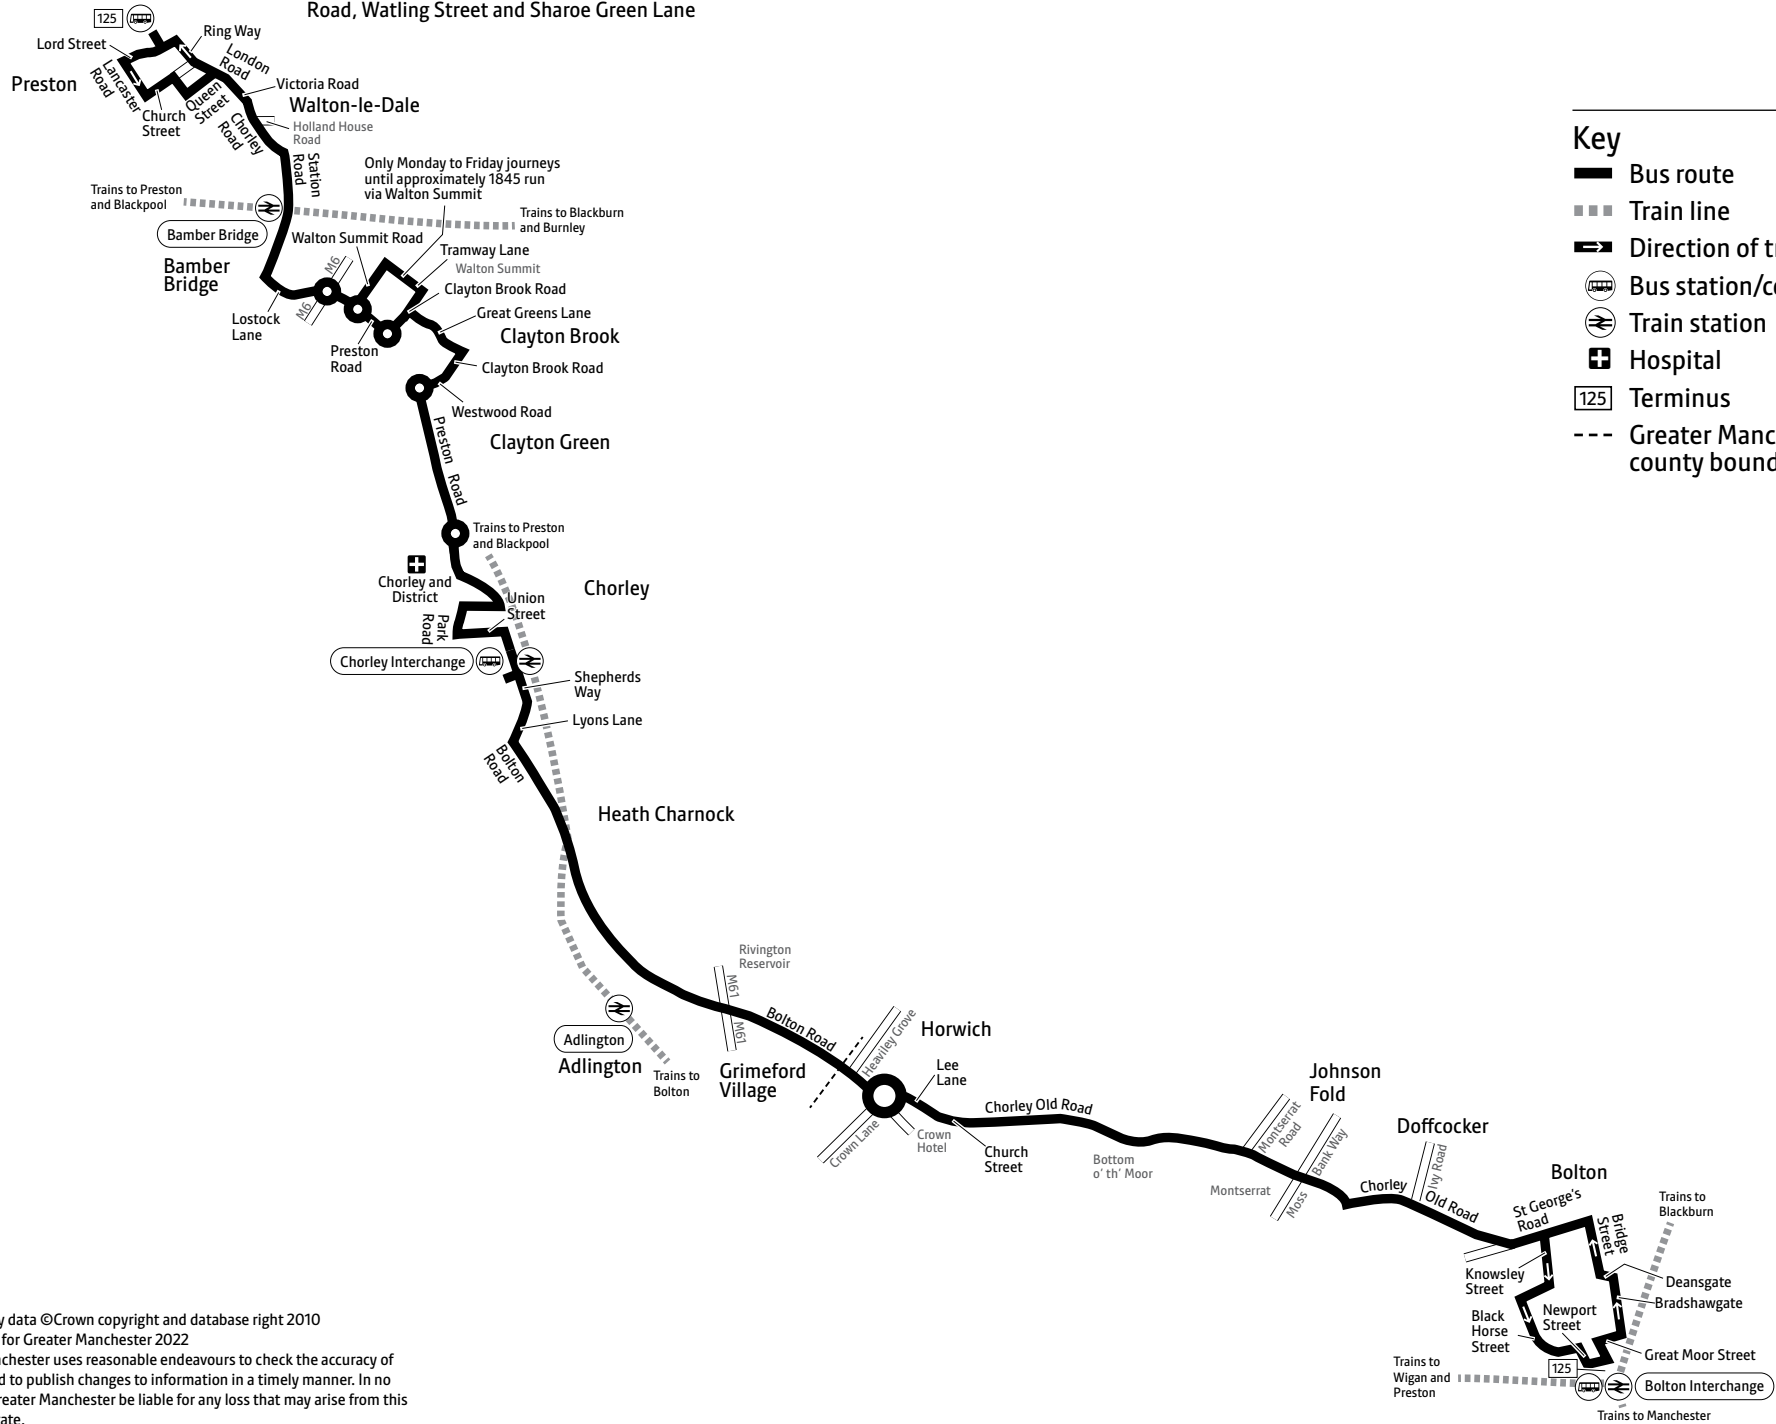 Road, Watling Street and Sharoe Green Lane
125
Ring Way
Lord Street
London
Road
Preston
Lancaster
Road
Victoria Road
Queen
Street
Walton-le-Dale
Church
Street
Chorley
Road
Holland House
Road
Station
Road
Only Monday to Friday journeys
until approximately 1845 run
via Walton Summit
Trains to Preston
and Blackpool
Trains to Blackburn
and Burnley
Bamber Bridge
Walton Summit Road
Tramway Lane
Bamber
Bridge
M6
Walton Summit
Clayton Brook Road
M6
Lostock
Lane
Great Greens Lane
Clayton Brook
Preston
Road
Clayton Brook Road
Westwood Road
Preston Road
Clayton Green
Trains to Preston
and Blackpool
Chorley and
District
Chorley
Union
Street
Park
Road
Chorley Interchange
Shepherds
Way
Lyons Lane
Bolton
Road
Heath Charnock
Rivington
Reservoir
M61
M61
Bolton Road
Adlington
Adlington
Trains to
Bolton
Grimeford
Village
Heaviley Grove
Horwich
Lee
Lane
Crown Lane
Crown
Hotel
Chorley Old Road
Church
Street
Bottom
o' th' Moor
Johnson
Fold
Montserrat
Road
Montserrat
Bank Way
Moss
Doffcocker
Ivy Road
Chorley
Old Road
Bolton
St George's
Road
Bridge
Street
Trains to
Blackburn
Knowsley
Street
Deansgate
Bradshawgate
Newport
Street
Black
Horse
Street
Great Moor Street
125
Trains to
Wigan and
Preston
Bolton Interchange
Trains to Manchester
Key
Bus route
Train line
Direction of t
Bus station/c
Train station
Hospital
125
Terminus
Greater Manc
county bound
y data ©Crown copyright and database right 2010
for Greater Manchester 2022
chester uses reasonable endeavours to check the accuracy of
d to publish changes to information in a timely manner. In no
reater Manchester be liable for any loss that may arise from this
ate.